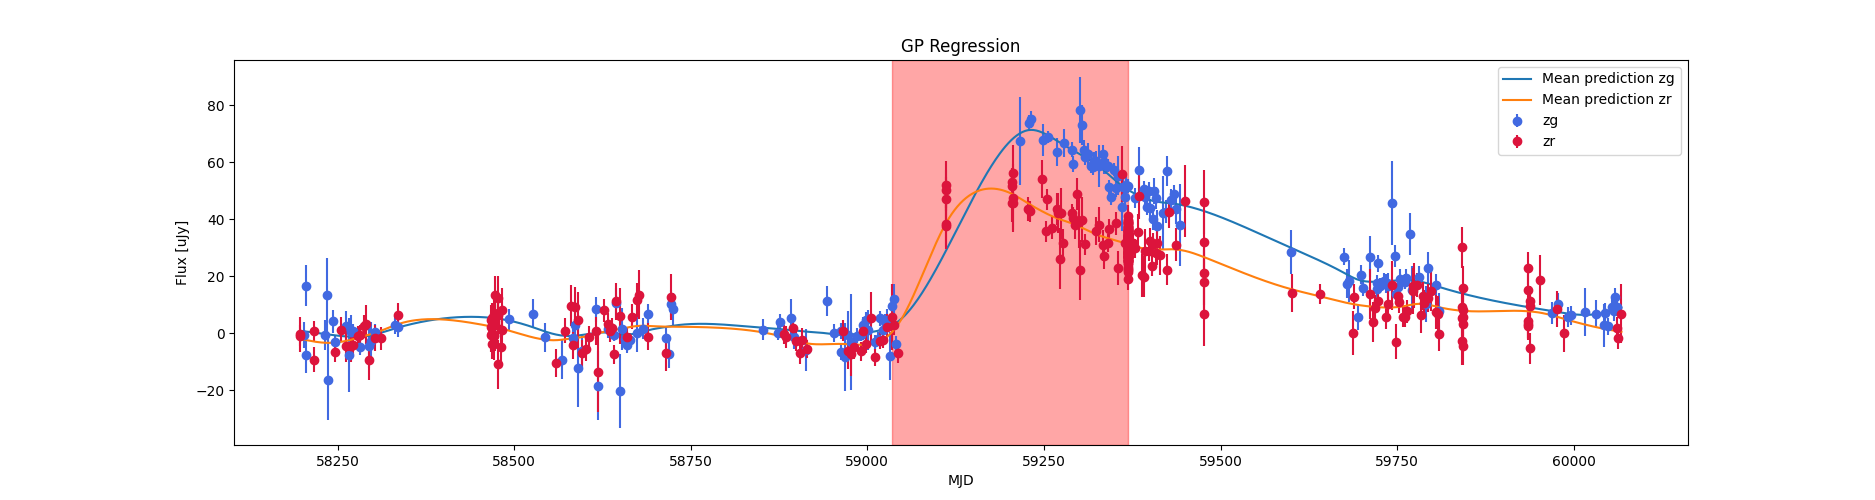 GP Regression
Mean prediction zg
Mean prediction zr
zg
zr
Flux [uJy]
80
60
40
20
0
−20
58250 58500 58750 59000 59250 59500 59750 60000
MJD